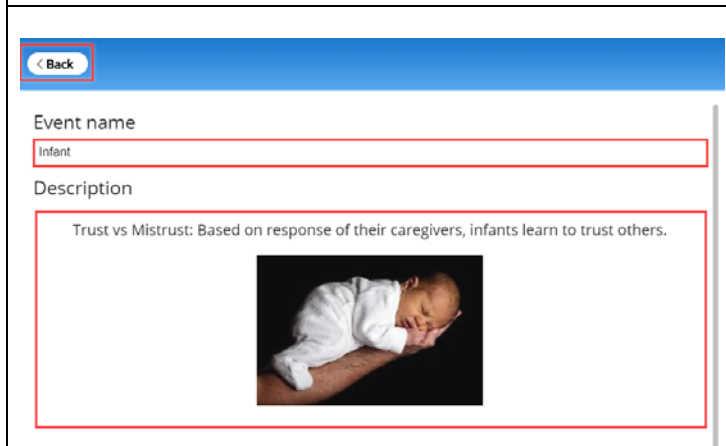 < Back
Event name
Infant
Description
Trust vs Mistrust: Based on response of their caregivers, infants learn to trust others.